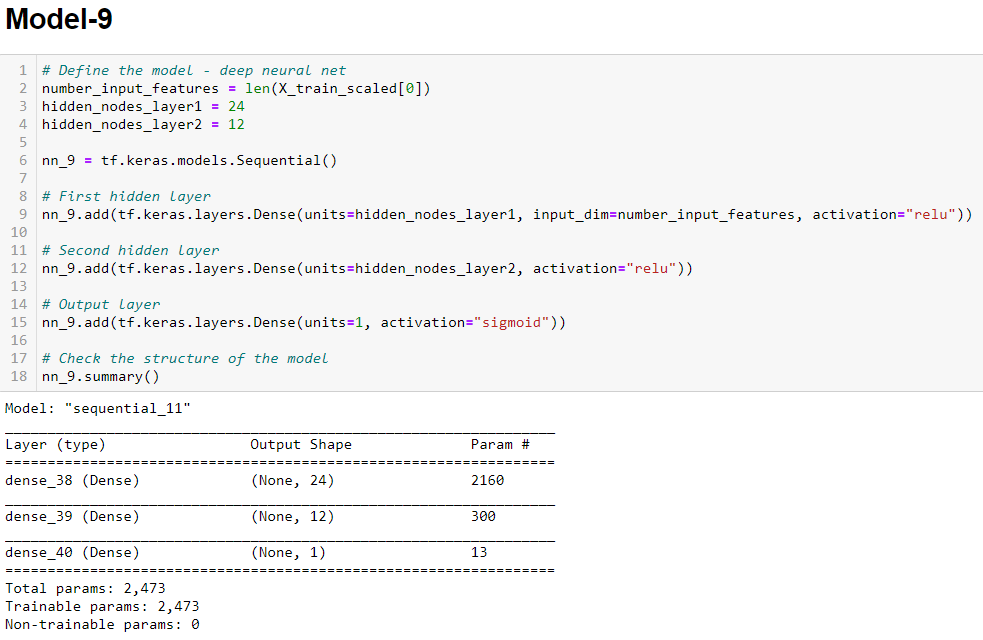 Model-9
1 # Define the model - deep neural net
2 number_input_features = len(X_train_scaled[0])
3 hidden_nodes_layer1 = 24
4 hidden_nodes_layer2 = 12
5
6 nn_9 = tf.keras.models.Sequential()
7
8 # First hidden layer
9 nn_9.add(tf.keras.layers.Dense(units=hidden_nodes_layer1, input_dim=number_input_features, activation="relu"))
10
11 # Second hidden layer
12 nn_9.add(tf.keras.layers.Dense(units=hidden_nodes_layer2, activation="relu"))
13
14 # Output layer
15 nn_9.add(tf.keras.layers.Dense(units=1, activation="sigmoid"))
16
17 # Check the structure of the model
18 nn_9.summary()
Model: "sequential_11"
_________________________________________________________________
Layer (type) Output Shape Param #
=================================================================
dense_38 (Dense) (None, 24) 2160
_________________________________________________________________
dense_39 (Dense) (None, 12) 300
_________________________________________________________________
dense_40 (Dense) (None, 1) 13
=================================================================
Total params: 2,473
Trainable params: 2,473
Non-trainable params: 0